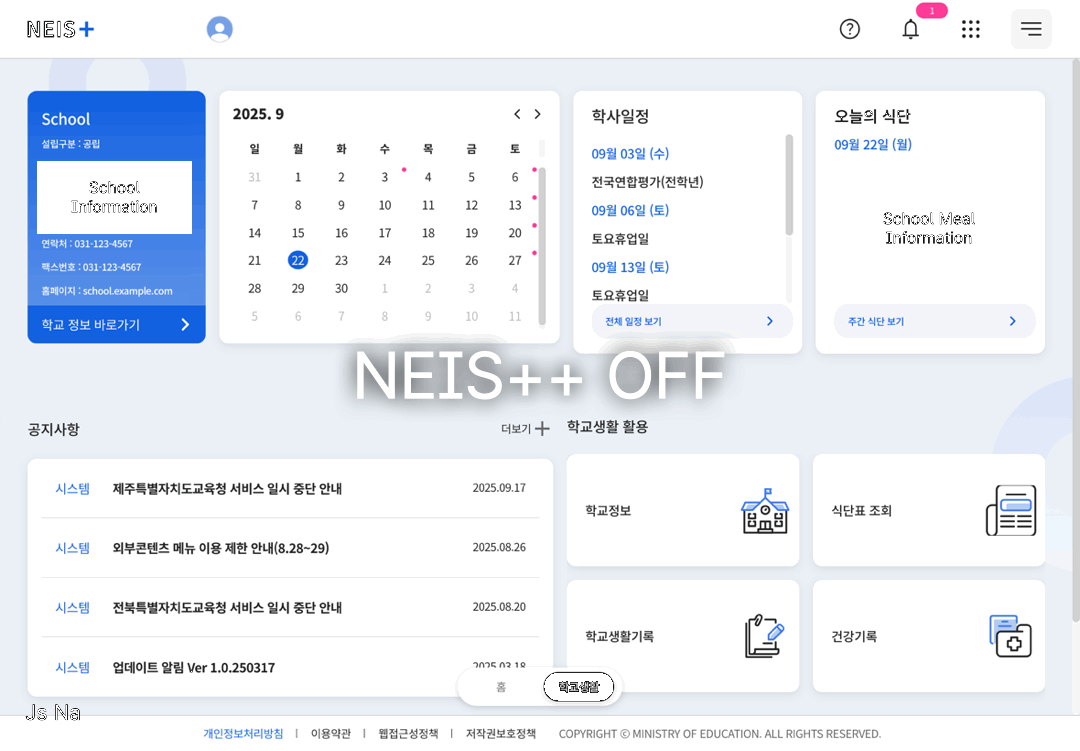 NEIS+
1
School
설립구분 : 공립
School
Information
연락처 : 031-123-4567
팩스번호 : 031-123-4567
홈페이지 : school.example.com
학교 정보 바로가기
2025. 9
일 월 화 수 목 금 토
31 1 2 3 4 5 6
7 8 9 10 11 12 13
14 15 16 17 18 19 20
21 22 23 24 25 26 27
28 29 30 1 2 3 4
5 6 7 8 9 10 11
학사일정
09월 03일 (수)
전국연합평가(전학년)
09월 06일 (토)
토요휴업일
09월 13일 (토)
토요휴업일
전체 일정 보기
오늘의 식단
09월 22일 (월)
School Meal
Information
주간 식단 보기
NEIS++ OFF
공지사항
더보기
시스템 제주특별자치도교육청 서비스 일시 중단 안내 2025.09.17
시스템 외부콘텐츠 메뉴 이용 제한 안내(8.28~29) 2025.08.26
시스템 전북특별자치도교육청 서비스 일시 중단 안내 2025.08.20
시스템 업데이트 알림 Ver 1.0.250317 2025.03.18
학교생활 활용
학교정보
식단표 조회
학교생활기록
건강기록
홈 학교생활
Js Na
개인정보처리방침 | 이용약관 | 웹접근성정책 | 저작권보호정책 COPYRIGHT © MINISTRY OF EDUCATION. ALL RIGHTS RESERVED.